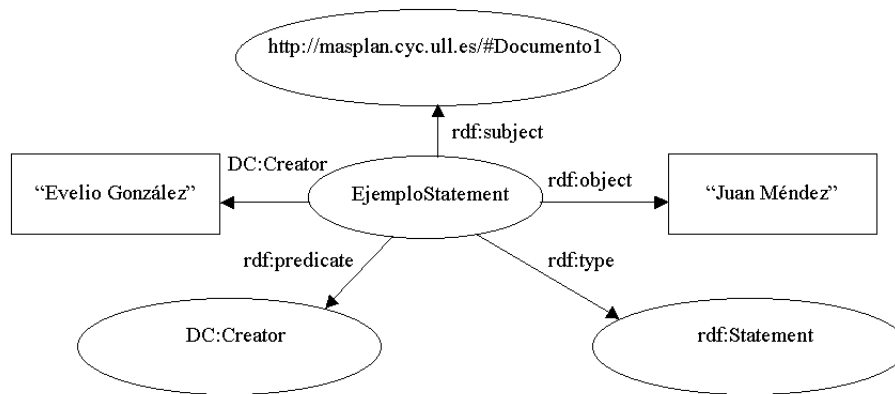 http://masplan.cyc.ull.es/#Documento1
rdf:subject
DC:Creator
“Evelio González”
EjemploStatement
rdf:object
“Juan Méndez”
rdf:predicate
rdf:type
DC:Creator
rdf:Statement